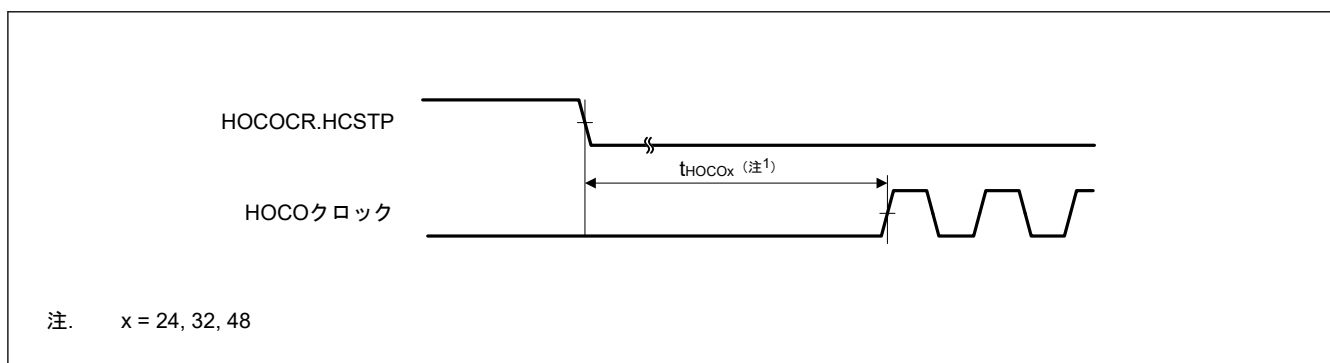 HOCOCR.HCSTP
tHOCOx (注1)
HOCOクロック
注. x = 24, 32, 48